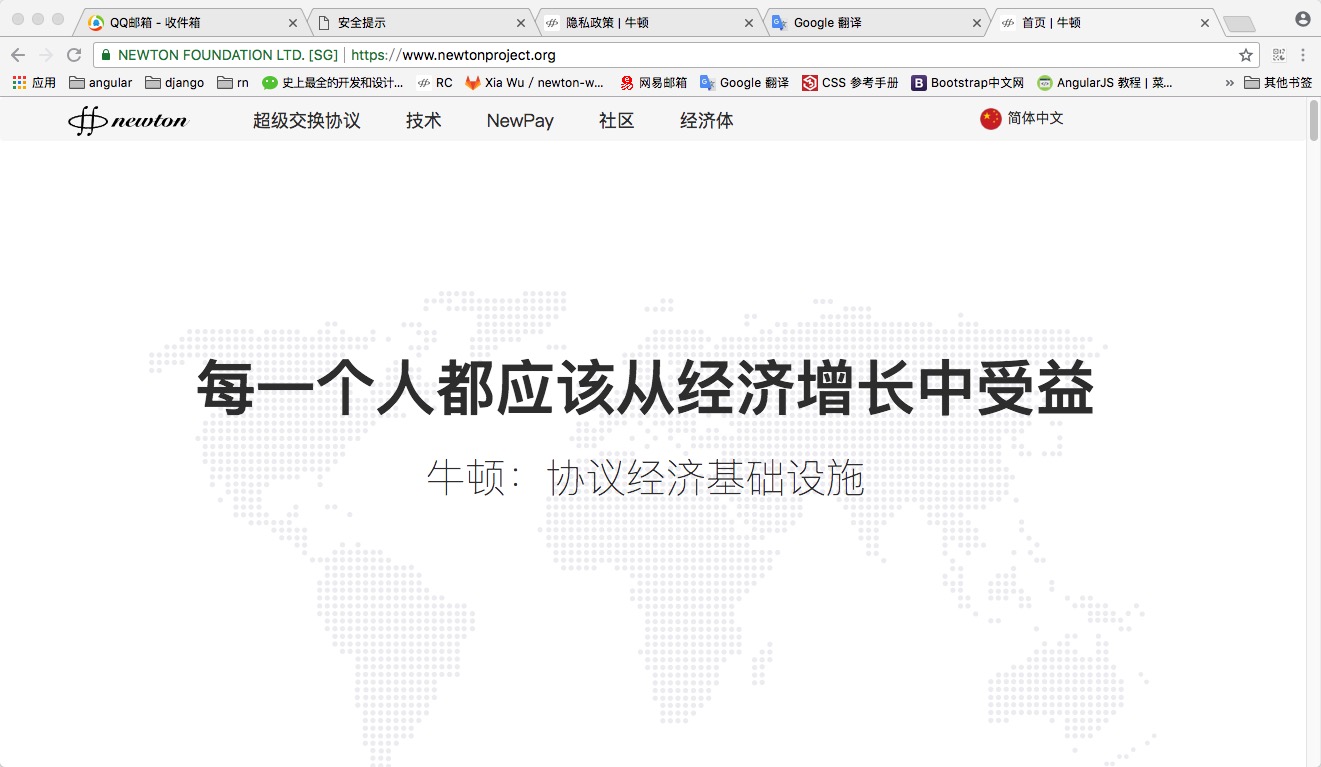 QQ邮箱 - 收件箱
安全提示
隐私政策 | 牛顿
Google 翻译
首页 | 牛顿
NEWTON FOUNDATION LTD. [SG] | https://www.newtonproject.org
应用 angular django rn 史上最全的开发和设计... RC Xia Wu / newton-w... 网易邮箱 Google 翻译 CSS 参考手册 Bootstrap中文网 AngularJS 教程 | 菜... » 其他书签
newton 超级交换协议 技术 NewPay 社区 经济体 简体中文
每一个人都应该从经济增长中受益
牛顿：协议经济基础设施